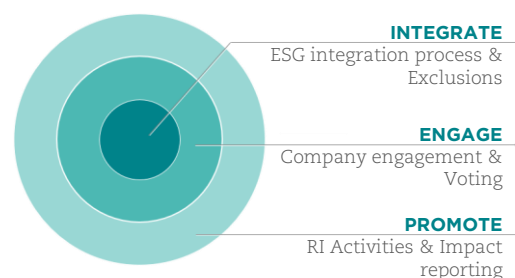 INTEGRATE
ESG integration process &
Exclusions
ENGAGE
Company engagement &
Voting
PROMOTE
RI Activities & Impact
reporting